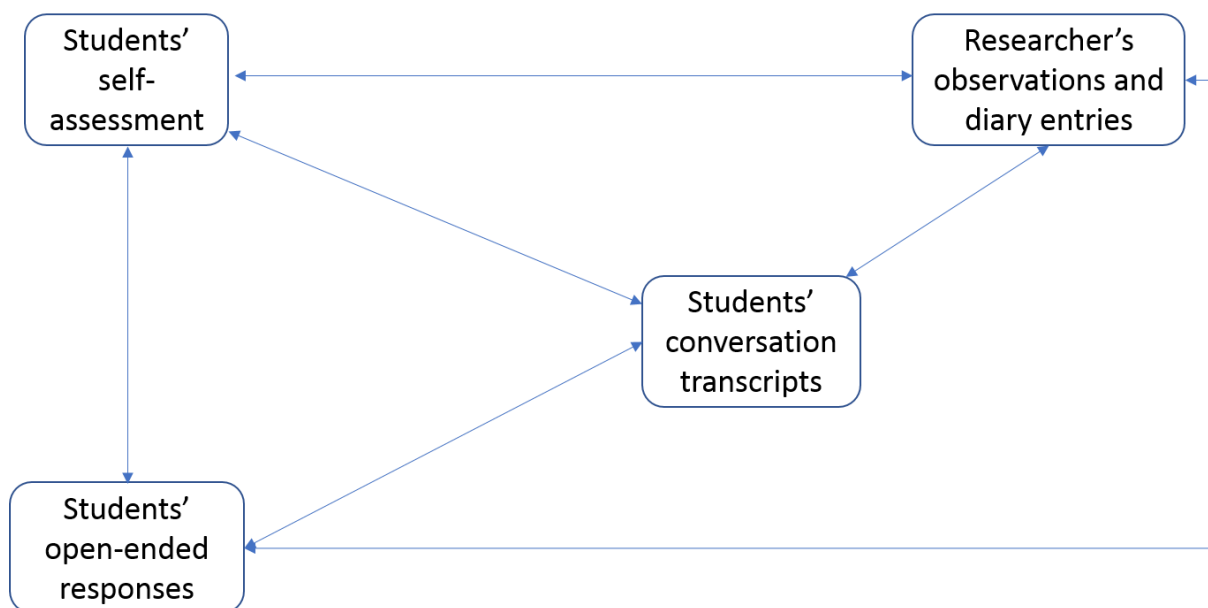 Students’
self-
assessment
Researcher’s
observations and
diary entries
Students’
conversation
transcripts
Students’
open-ended
responses